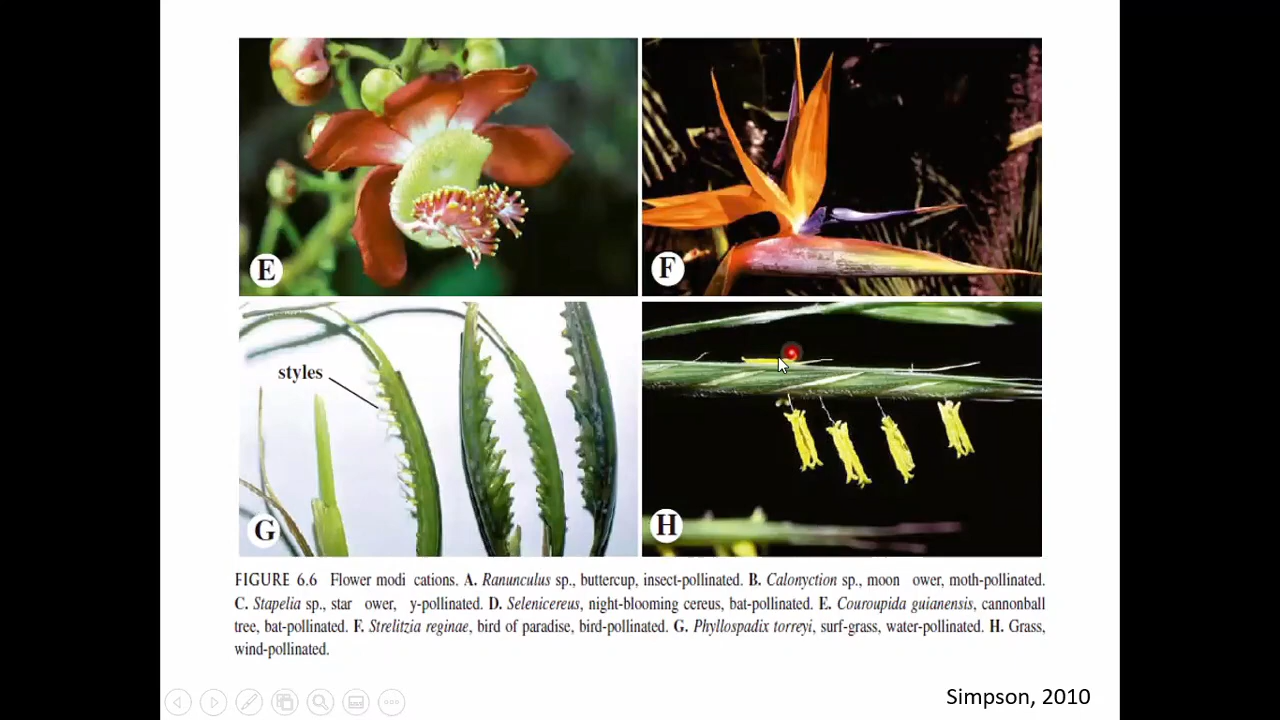 E
F
styles
G
H
FIGURE 6.6 Flower modi cations. A. Ranunculus sp., buttercup, insect-pollinated. B. Calonyction sp., moon ower, moth-pollinated.
C. Stapelia sp., star ower, y-pollinated. D. Selenicereus, night-blooming cereus, bat-pollinated. E. Couroupida guianensis, cannonball
tree, bat-pollinated. F. Strelitzia reginae, bird of paradise, bird-pollinated. G. Phyllospadix torreyi, surf-grass, water-pollinated. H. Grass,
wind-pollinated.
Simpson, 2010